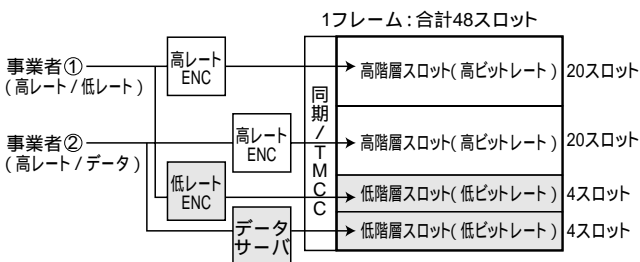 1フレーム：合計48スロット
事業者①
(高レート/低レート)
高レート
ENC
高階層スロット(高ビットレート)
20スロット
事業者②
(高レート/データ)
高レート
ENC
同期/TMCC
高階層スロット(高ビットレート)
20スロット
低レート
ENC
低階層スロット(低ビットレート)
4スロット
データ
サーバ
低階層スロット(低ビットレート)
4スロット